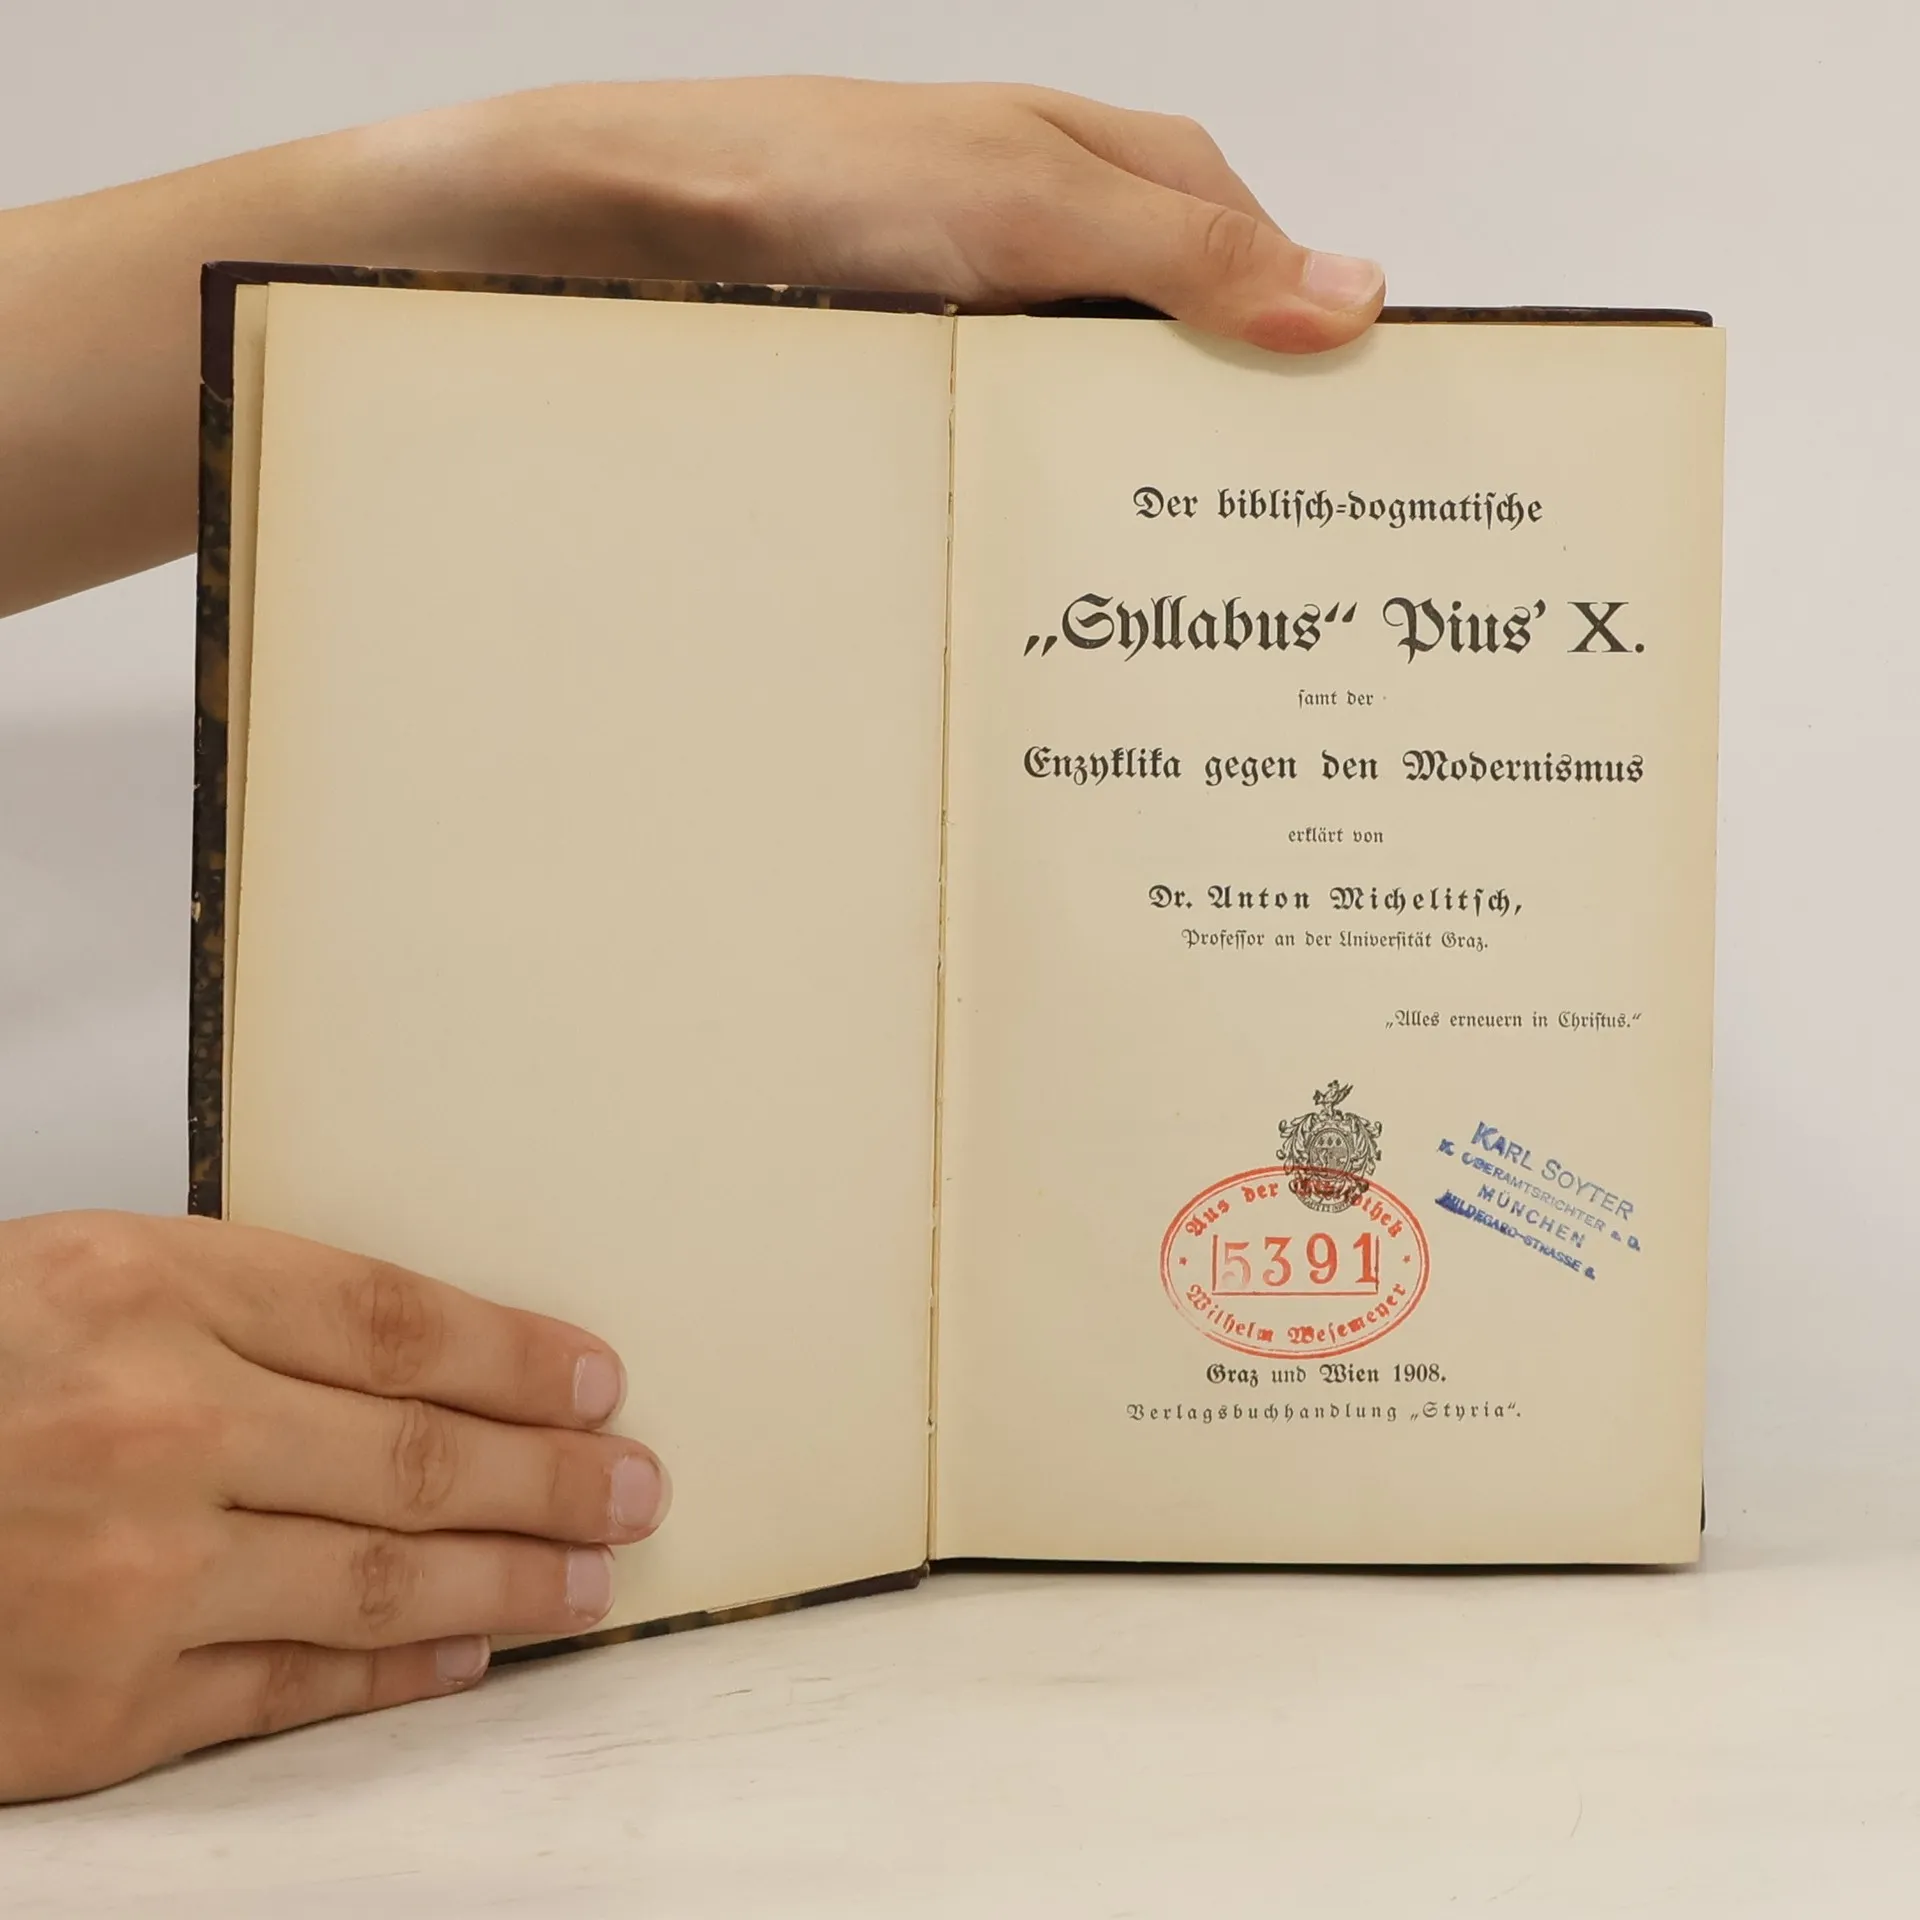 Der bibliſch-dogmatiſche
„Syllabus“ Pius’ X.
ſamt der
Enzyklika gegen den Modernismus
erklärt von
Dr. Anton Michelitſch,
Profeſſor an der Univerſität Graz.
„Alles erneuern in Chriſtus.“
KARL SOYTER
K. OBERAMTSRICHTER a. D.
MÜNCHEN
HILDEGARD-STRASSE
Aus der Bibliothek
5391
Wilhelm Weſemeyer
Graz und Wien 1908.
Verlagsbuchhandlung „Styria“.